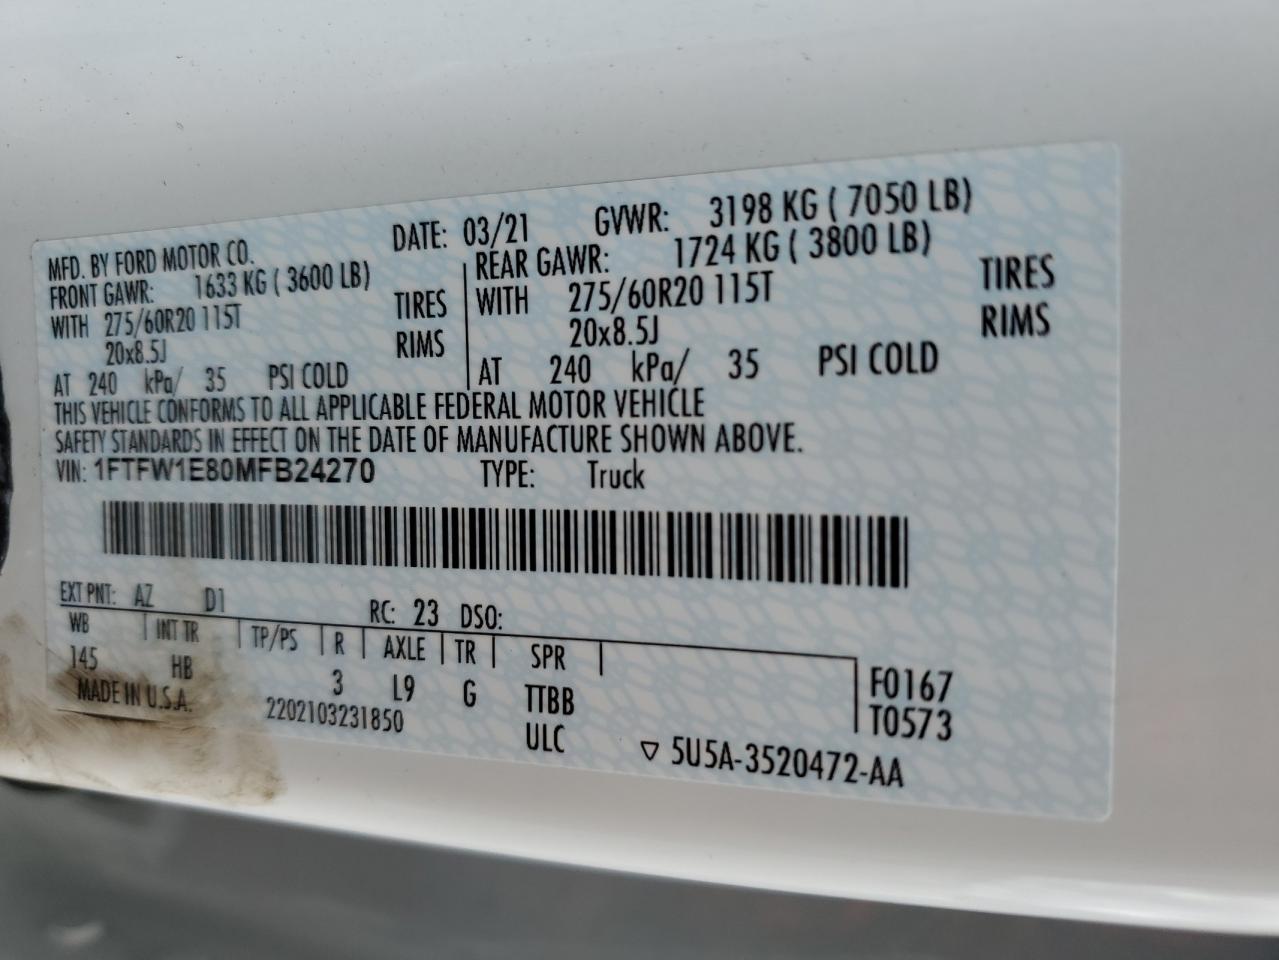 MFD. BY FORD MOTOR CO. DATE: 03/21 GVWR: 3198 KG ( 7050 LB)
FRONT GAWR: 1633 KG ( 3600 LB) REAR GAWR: 1724 KG ( 3800 LB)
WITH 275/60R20 115T TIRES WITH 275/60R20 115T TIRES
20x8.5J RIMS 20x8.5J RIMS
AT 240 kPa/ 35 PSI COLD AT 240 kPa/ 35 PSI COLD
THIS VEHICLE CONFORMS TO ALL APPLICABLE FEDERAL MOTOR VEHICLE
SAFETY STANDARDS IN EFFECT ON THE DATE OF MANUFACTURE SHOWN ABOVE.
VIN: 1FTFW1E80MFB24270 TYPE: Truck
EXT PNT: AZ D1 RC: 23 DSO:
WB INT TR TP/PS R AXLE TR SPR
145 HB 3 L9 G TTBB F0167
MADE IN U.S.A. 2202103231850 ULC T0573
▽ 5U5A-3520472-AA